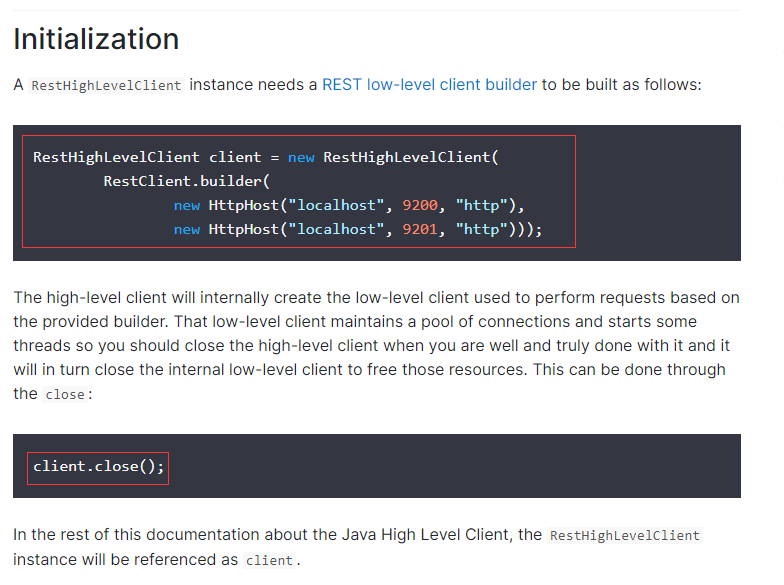 Initialization
A RestHighLevelClient instance needs a REST low-level client builder to be built as follows:
RestHighLevelClient client = new RestHighLevelClient(
RestClient.builder(
new HttpHost("localhost", 9200, "http"),
new HttpHost("localhost", 9201, "http")));
The high-level client will internally create the low-level client used to perform requests based on
the provided builder. That low-level client maintains a pool of connections and starts some
threads so you should close the high-level client when you are well and truly done with it and it
will in turn close the internal low-level client to free those resources. This can be done through
the close:
client.close();
In the rest of this documentation about the Java High Level Client, the RestHighLevelClient
instance will be referenced as client.